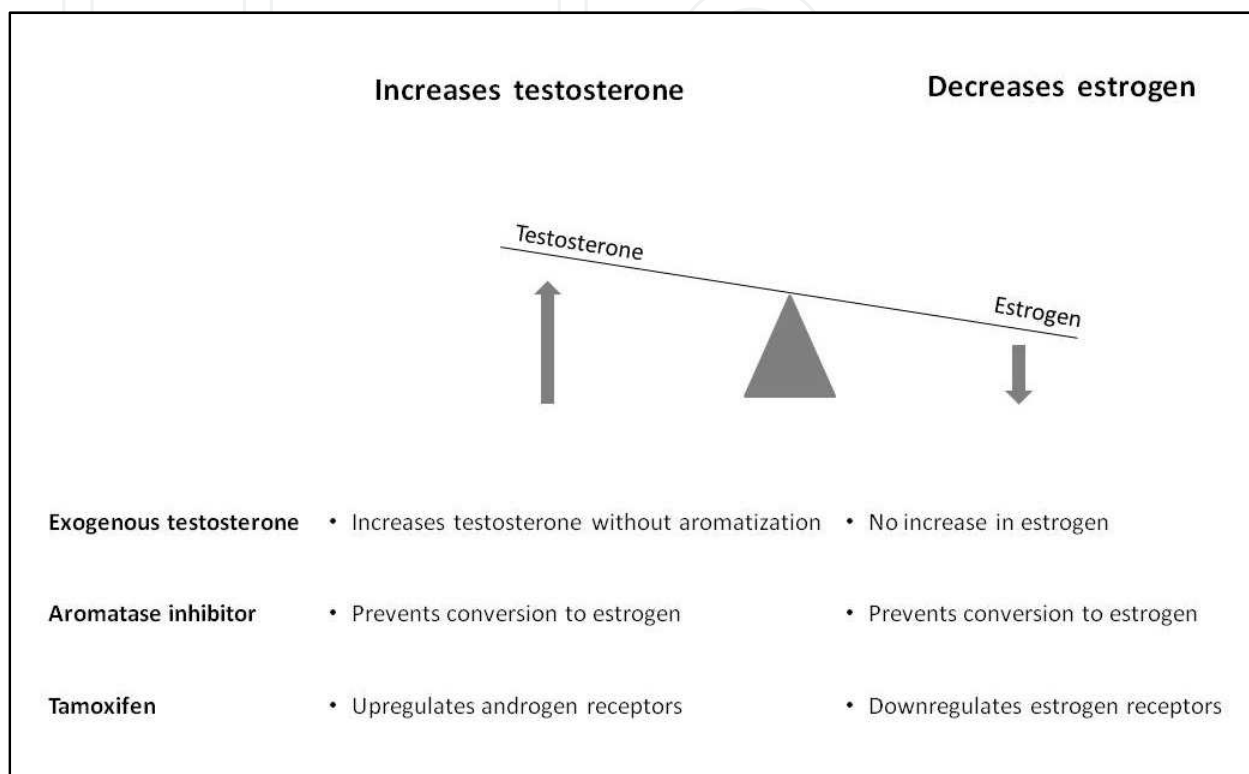 Increases testosterone
Decreases estrogen
Testosterone
Estrogen
Exogenous testosterone • Increases testosterone without aromatization • No increase in estrogen
Aromatase inhibitor • Prevents conversion to estrogen • Prevents conversion to estrogen
Tamoxifen • Upregulates androgen receptors • Downregulates estrogen receptors